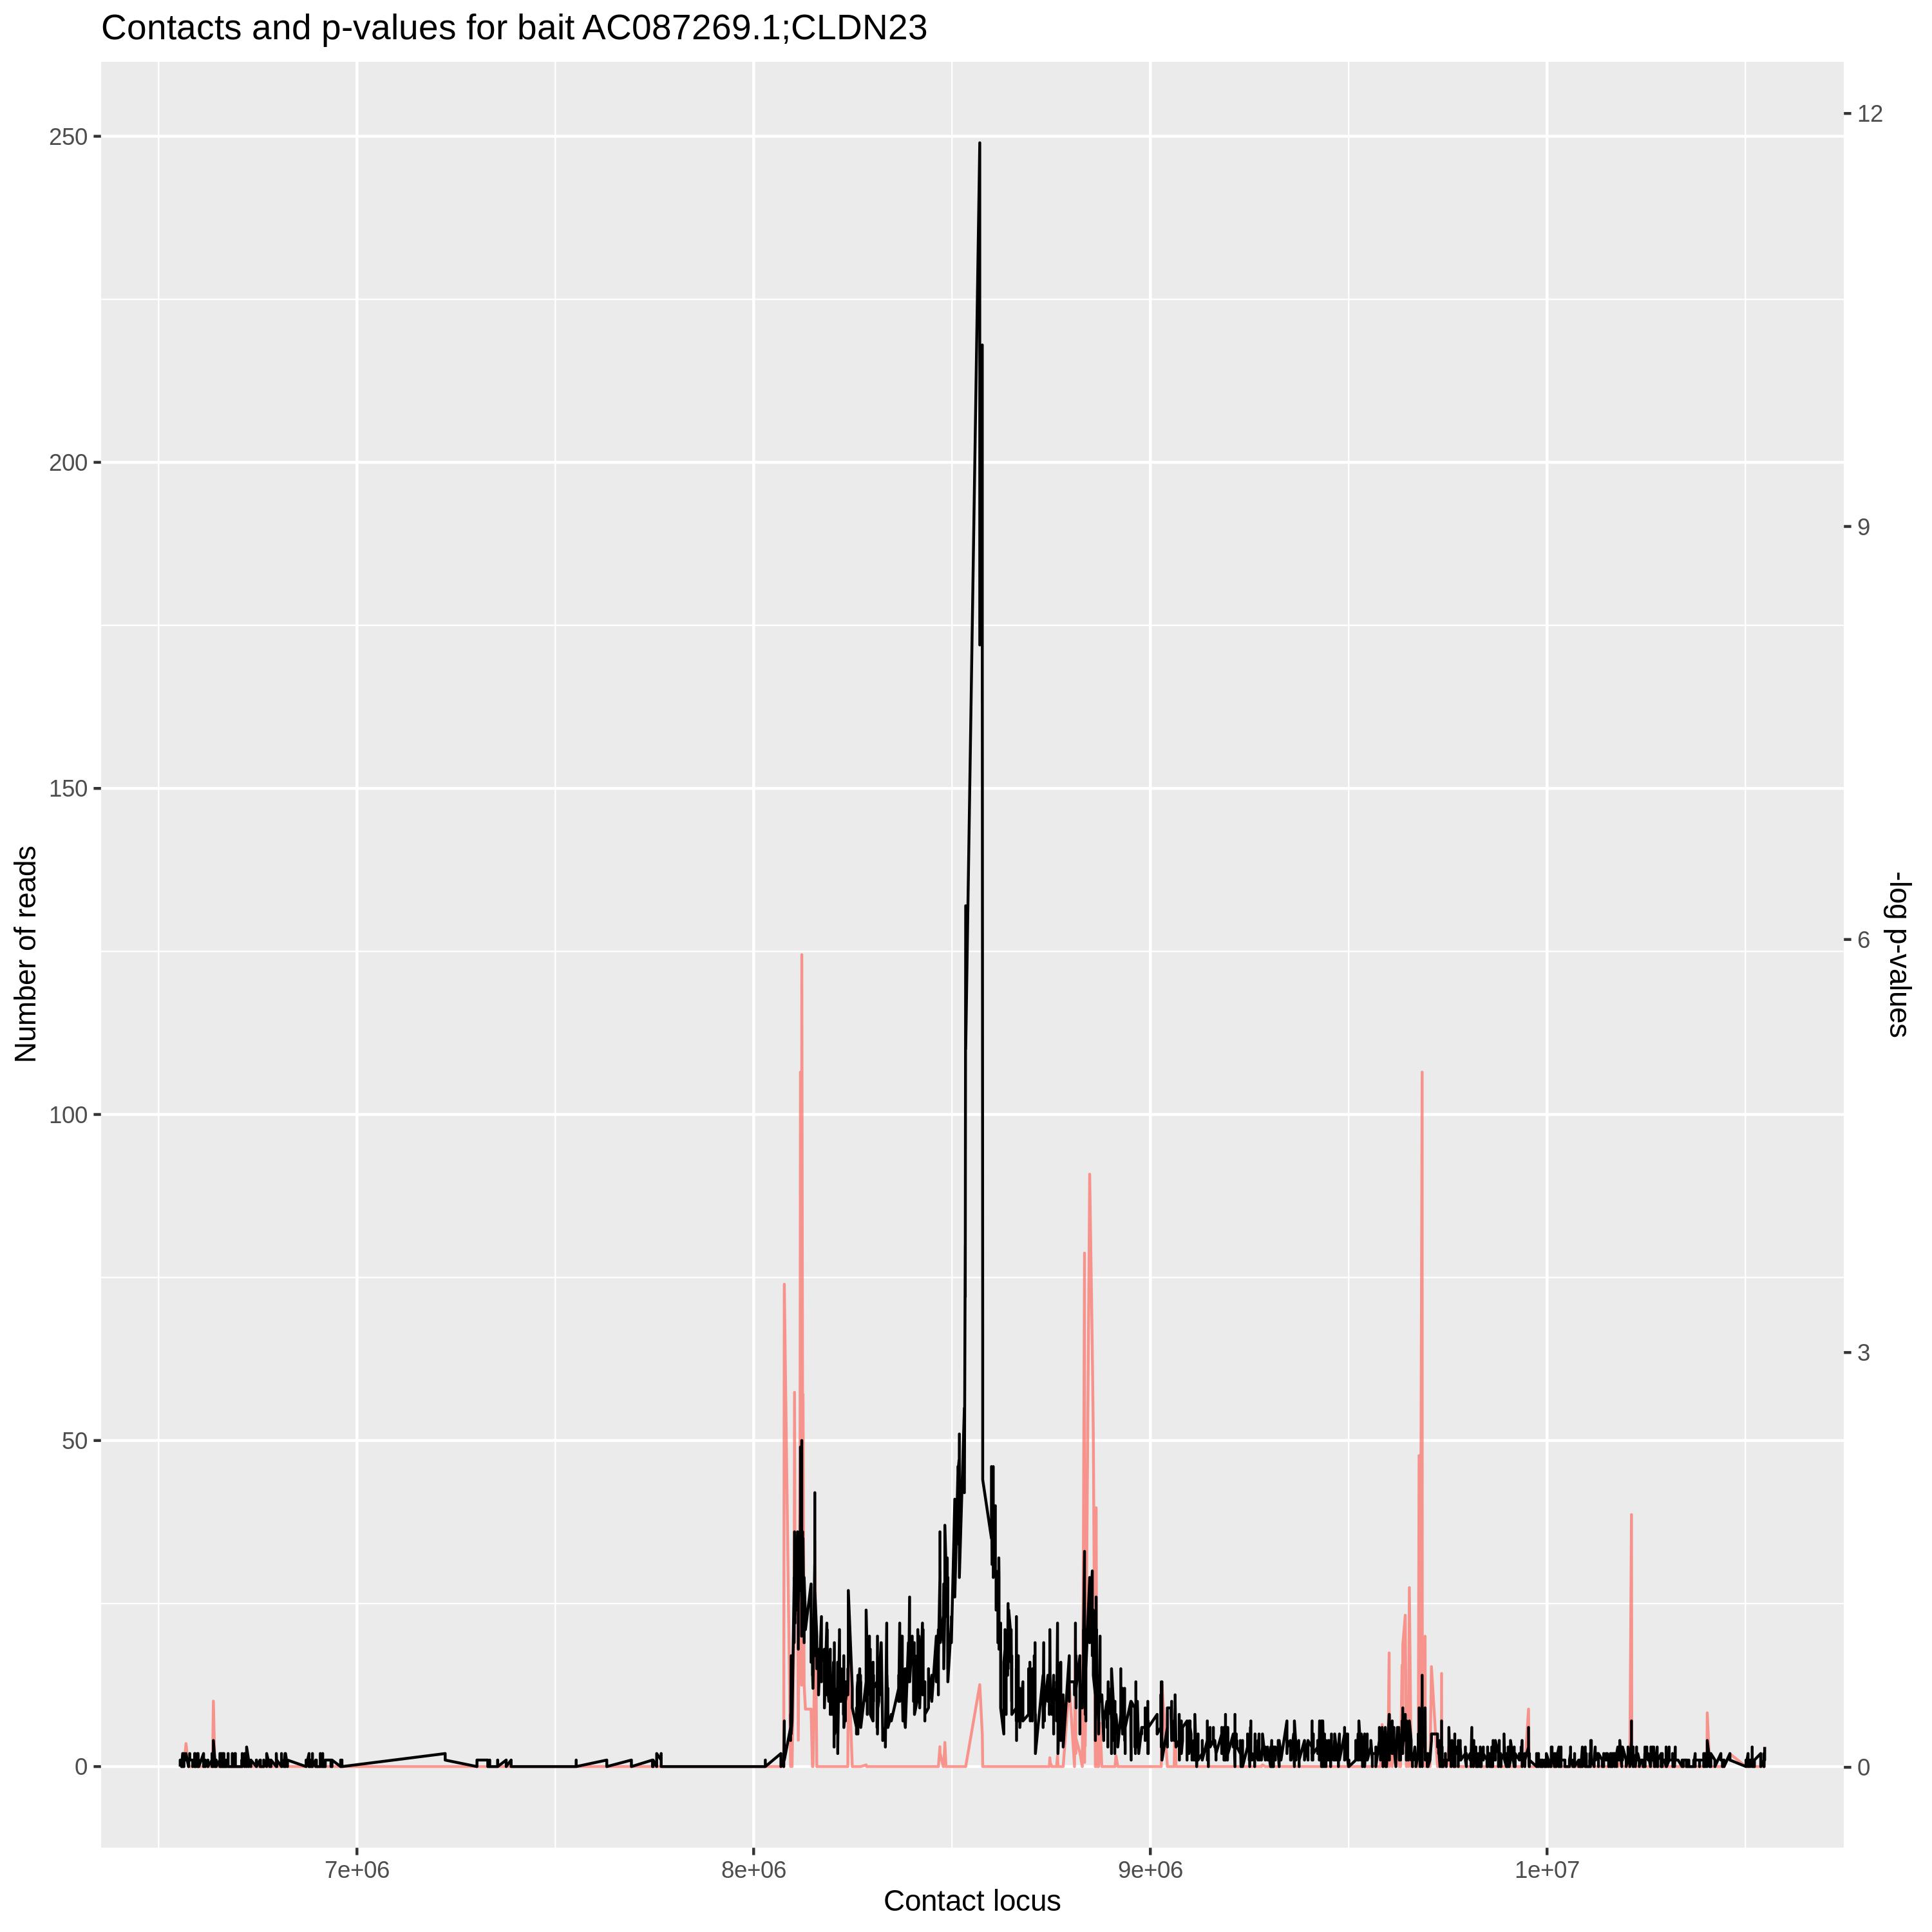 Contacts and p-values for bait AC087269.1;CLDN23
250
200
150
100
50
0
Number of reads
12
9
6
3
0
-log p-values
7e+06
8e+06
9e+06
1e+07
Contact locus